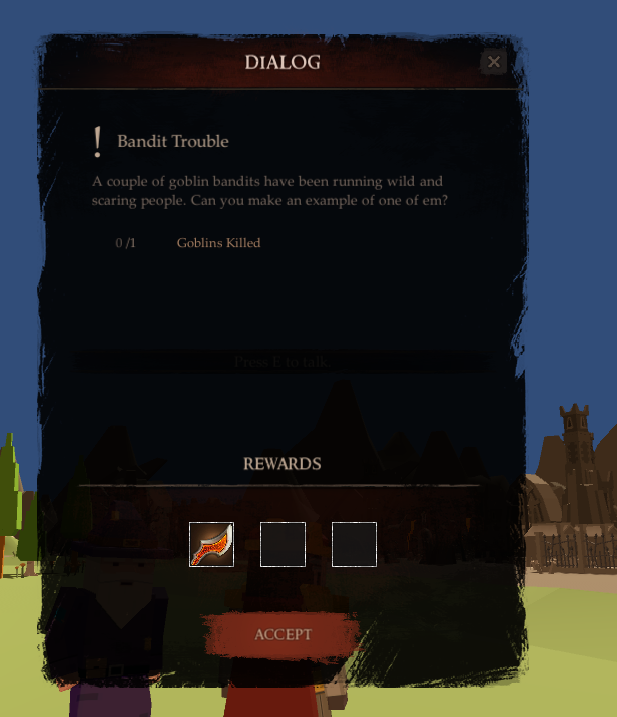 DIALOG
! Bandit Trouble
A couple of goblin bandits have been running wild and
scaring people. Can you make an example of one of em?
0 /1 Goblins Killed
Press E to talk
REWARDS
ACCEPT